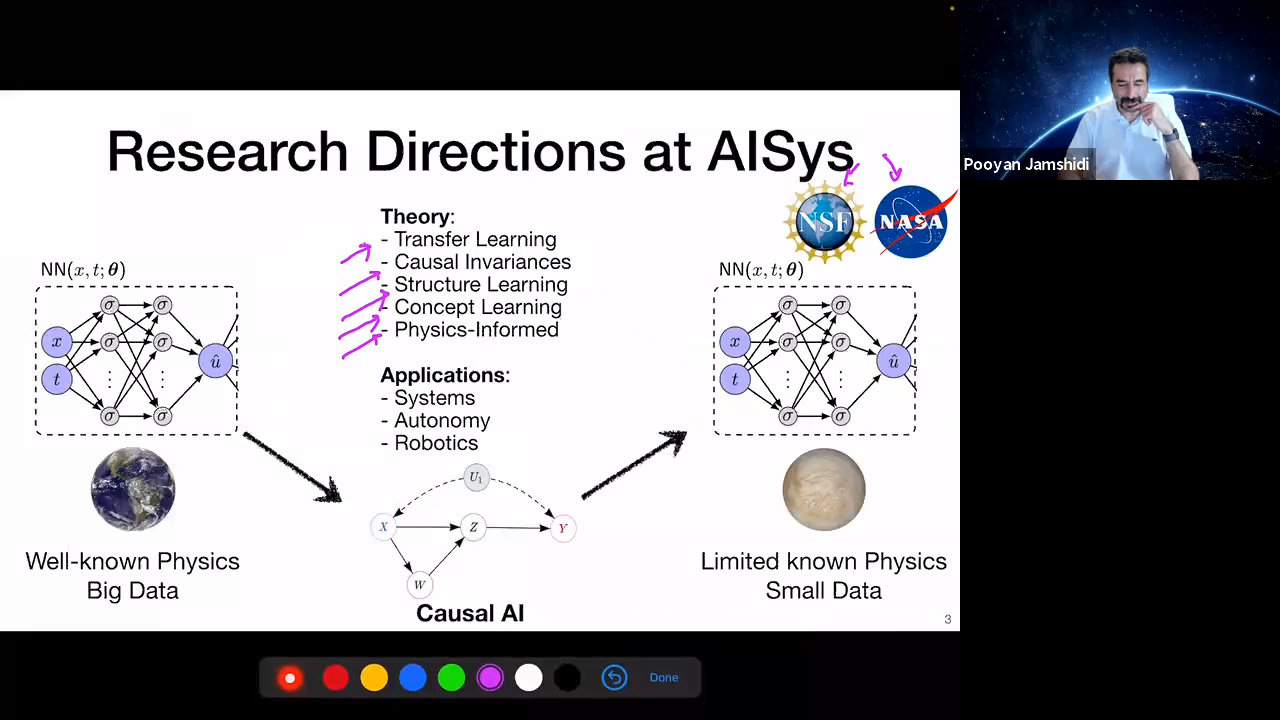 Research Directions at AISys
Pooyan Jamshidi
NSF
NASA
Theory:
- Transfer Learning
- Causal Invariances
- Structure Learning
- Concept Learning
- Physics-Informed
Applications:
- Systems
- Autonomy
- Robotics
NN(x, t; θ)
x
t
σ σ
σ σ
⋮ ⋮
σ σ
û
Well-known Physics
Big Data
U₁
X
Z
Y
W
Causal AI
NN(x, t; θ)
x
t
σ σ
σ σ
⋮ ⋮
σ σ
û
Limited known Physics
Small Data
3
Done